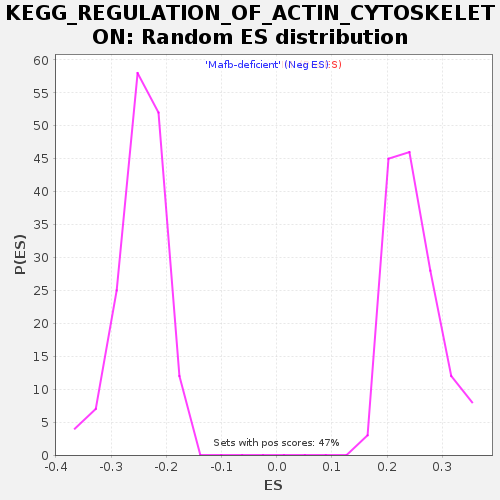 KEGG_REGULATION_OF_ACTIN_CYTOSKELET
ON: Random ES distribution
'Mafb-deficient' (Neg ES) ES)
60
55
50
45
40
35
30
25
20
15
10
5
0
P(ES)
Sets with pos scores: 47%
-0.4 -0.3 -0.2 -0.1 0.0 0.1 0.2 0.3
ES